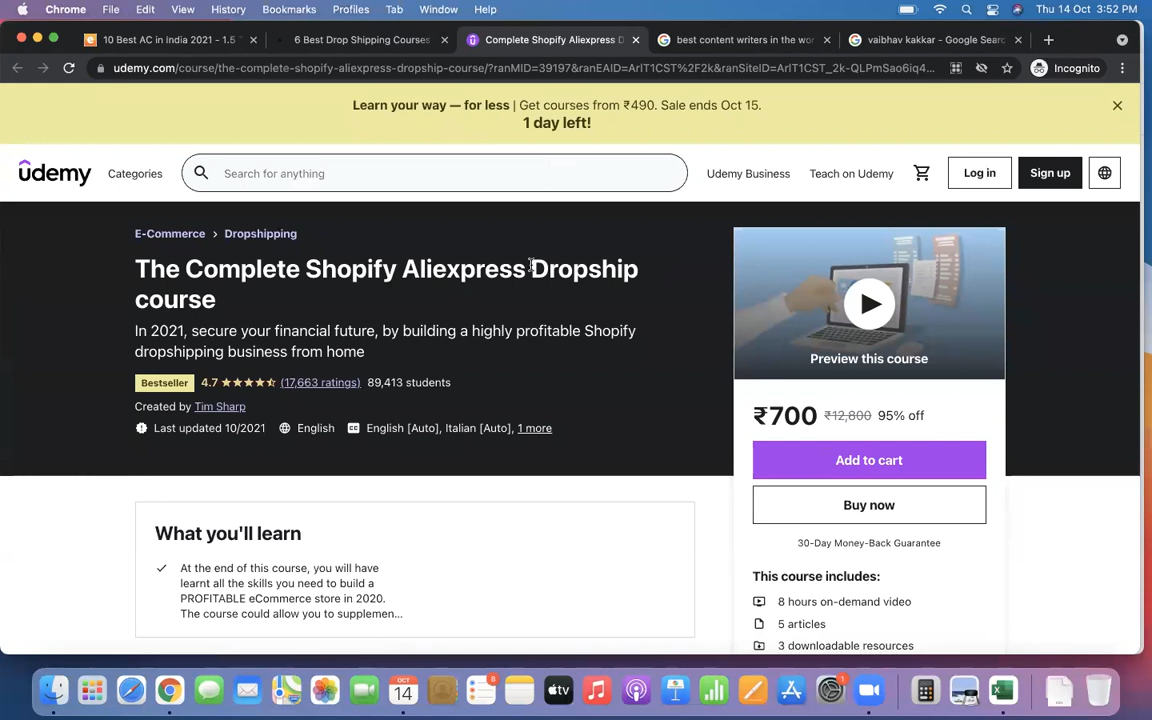 Chrome File Edit View History Bookmarks Profiles Tab Window Help Thu 14 Oct 3:52 PM
10 Best AC in India 2021 - 1.5 6 Best Drop Shipping Courses Complete Shopify Aliexpress D best content writers in the wor vaibhav kakkar - Google Searc
udemy.com/course/the-complete-shopify-aliexpress-dropship-course/?ranMID=39197&ranEAID=ArlT1CST%2F2k&ranSiteID=ArlT1CST_2k-QLPmSao6iq4... Incognito
Learn your way — for less | Get courses from ₹490. Sale ends Oct 15.
1 day left!
udemy Categories Search for anything Udemy Business Teach on Udemy Log in Sign up
E-Commerce > Dropshipping
The Complete Shopify Aliexpress Dropship
course
In 2021, secure your financial future, by building a highly profitable Shopify
dropshipping business from home
Bestseller 4.7 (17,663 ratings) 89,413 students
Created by Tim Sharp
Last updated 10/2021 English English [Auto], Italian [Auto], 1 more
Preview this course
₹700 ₹12,800 95% off
Add to cart
Buy now
30-Day Money-Back Guarantee
This course includes:
8 hours on-demand video
5 articles
3 downloadable resources
What you'll learn
At the end of this course, you will have
learnt all the skills you need to build a
PROFITABLE eCommerce store in 2020.
The course could allow you to supplemen...
OCT
14
8
tv
1